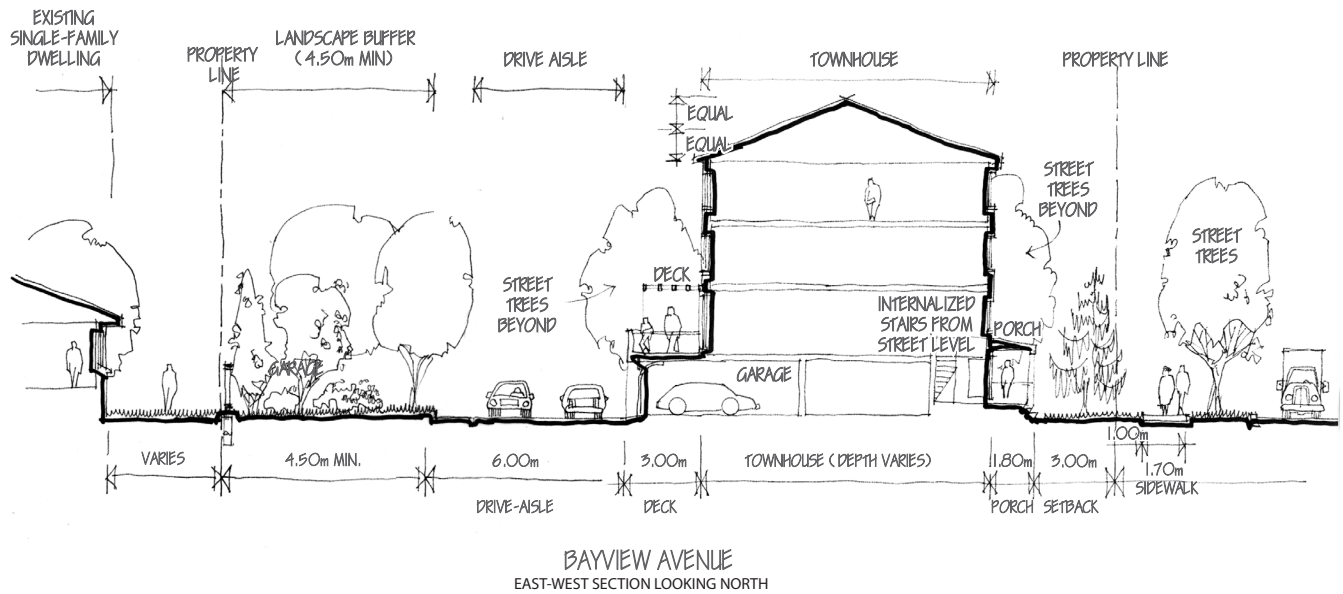 EXISTING
SINGLE-FAMILY
DWELLING
PROPERTY
LINE
LANDSCAPE BUFFER
(4.50m MIN)
DRIVE AISLE
TOWNHOUSE
PROPERTY LINE
EQUAL
EQUAL
STREET
TREES
BEYOND
STREET
TREES
STREET
TREES
BEYOND
DECK
INTERNALIZED
STAIRS FROM
STREET LEVEL
PORCH
GARAGE
GARAGE
VARIES
4.50m MIN.
6.00m
3.00m
TOWNHOUSE (DEPTH VARIES)
1.80m
3.00m
1.00m
1.70m
SIDEWALK
DRIVE-AISLE
DECK
PORCH
SETBACK
BAYVIEW AVENUE
EAST-WEST SECTION LOOKING NORTH